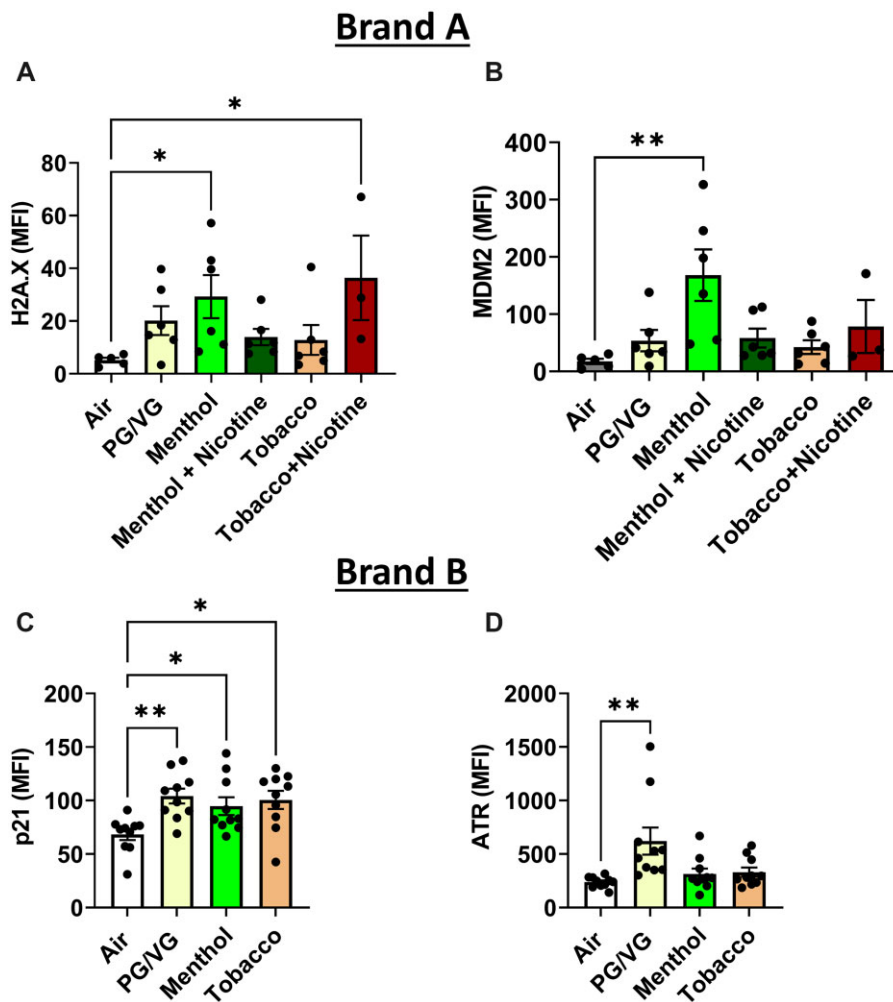 Brand A
A
H2A.X (MFI)
80
60
40
20
0
*
*
Air
PG/VG
Menthol
Menthol + Nicotine
Tobacco
Tobacco+Nicotine
B
MDM2 (MFI)
400
300
200
100
0
**
Air
PG/VG
Menthol
Menthol + Nicotine
Tobacco
Tobacco+Nicotine
Brand B
C
p21 (MFI)
200
150
100
50
0
*
*
**
Air
PG/VG
Menthol
Tobacco
D
ATR (MFI)
2000
1500
1000
500
0
**
Air
PG/VG
Menthol
Tobacco